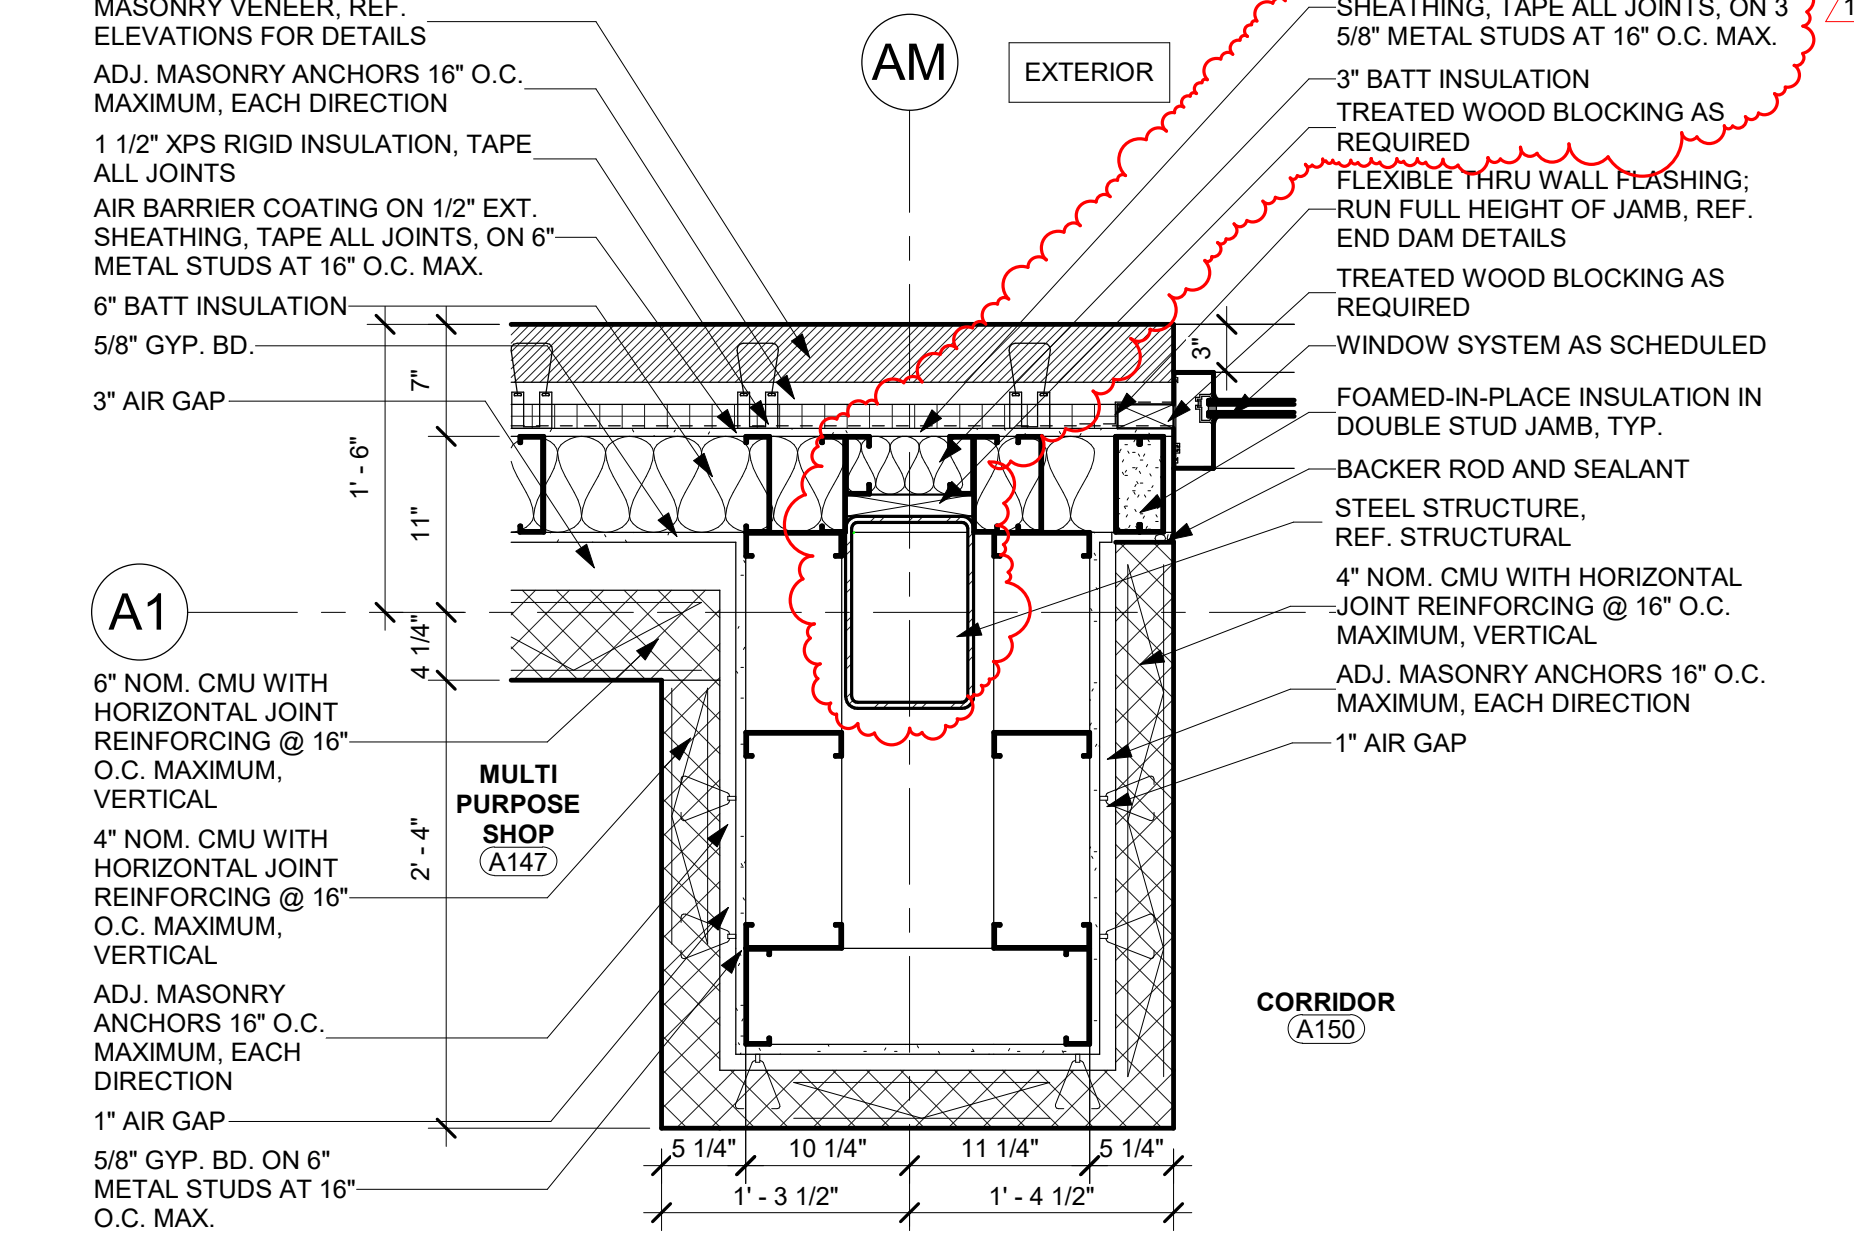 MASONRY VENEER, REF.
ELEVATIONS FOR DETAILS
ADJ. MASONRY ANCHORS 16" O.C.
MAXIMUM, EACH DIRECTION
1 1/2" XPS RIGID INSULATION, TAPE
ALL JOINTS
AIR BARRIER COATING ON 1/2" EXT.
SHEATHING, TAPE ALL JOINTS, ON 6"
METAL STUDS AT 16" O.C. MAX.
6" BATT INSULATION
5/8" GYP. BD.
3" AIR GAP
A1
6" NOM. CMU WITH
HORIZONTAL JOINT
REINFORCING @ 16"
O.C. MAXIMUM,
VERTICAL
4" NOM. CMU WITH
HORIZONTAL JOINT
REINFORCING @ 16"
O.C. MAXIMUM,
VERTICAL
ADJ. MASONRY
ANCHORS 16" O.C.
MAXIMUM, EACH
DIRECTION
1" AIR GAP
5/8" GYP. BD. ON 6"
METAL STUDS AT 16"
O.C. MAX.
1' - 6"
7"
11"
4 1/4"
2' - 4"
MULTI
PURPOSE
SHOP
A147
AM
EXTERIOR
3"
5 1/4"
10 1/4"
11 1/4"
5 1/4"
1' - 3 1/2"
1' - 4 1/2"
SHEATHING, TAPE ALL JOINTS, ON 3
5/8" METAL STUDS AT 16" O.C. MAX.
1
3" BATT INSULATION
TREATED WOOD BLOCKING AS
REQUIRED
FLEXIBLE THRU WALL FLASHING;
RUN FULL HEIGHT OF JAMB, REF.
END DAM DETAILS
TREATED WOOD BLOCKING AS
REQUIRED
WINDOW SYSTEM AS SCHEDULED
FOAMED-IN-PLACE INSULATION IN
DOUBLE STUD JAMB, TYP.
BACKER ROD AND SEALANT
STEEL STRUCTURE,
REF. STRUCTURAL
4" NOM. CMU WITH HORIZONTAL
JOINT REINFORCING @ 16" O.C.
MAXIMUM, VERTICAL
ADJ. MASONRY ANCHORS 16" O.C.
MAXIMUM, EACH DIRECTION
1" AIR GAP
CORRIDOR
A150